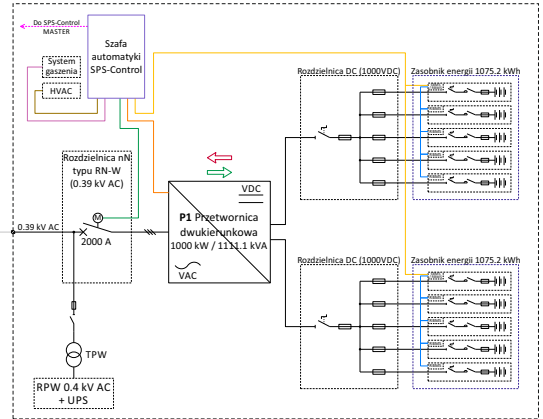 Do SPS-Control
MASTER
Szafa
automatyki
SPS-Control
System
gaszenia
HVAC
Rozdzielnica nN
typu RN-W
(0.39 kV AC)
M
0.39 kV AC
2000 A
VDC
P1 Przetwornica
dwukierunkowa
1000 kW / 1111.1 kVA
VAC
Rozdzielnica DC (1000VDC)
Zasobnik energii 1075.2 kWh
Rozdzielnica DC (1000VDC)
Zasobnik energii 1075.2 kWh
TPW
RPW 0.4 kV AC
+ UPS